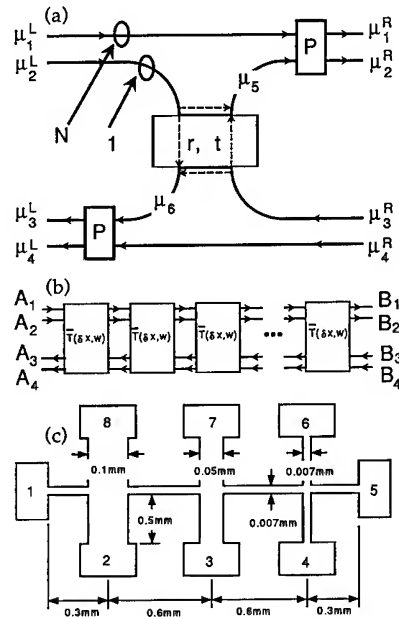 (a)
μ₁ᴸ
μ₂ᴸ
N
1
P
μ₁ᴿ
μ₂ᴿ
μ₅
r, t
μ₆
μ₃ᴸ
μ₄ᴸ
P
μ₃ᴿ
μ₄ᴿ
(b)
A₁
A₂
A₃
A₄
T̄(δx,w)
T̄(δx,w)
T̄(δx,w)
•••
T̄(δx,w)
B₁
B₂
B₃
B₄
(c)
8
7
6
0.1mm
0.05mm
0.007mm
1
5
0.5mm
0.007mm
2
3
4
0.3mm
0.6mm
0.6mm
0.3mm